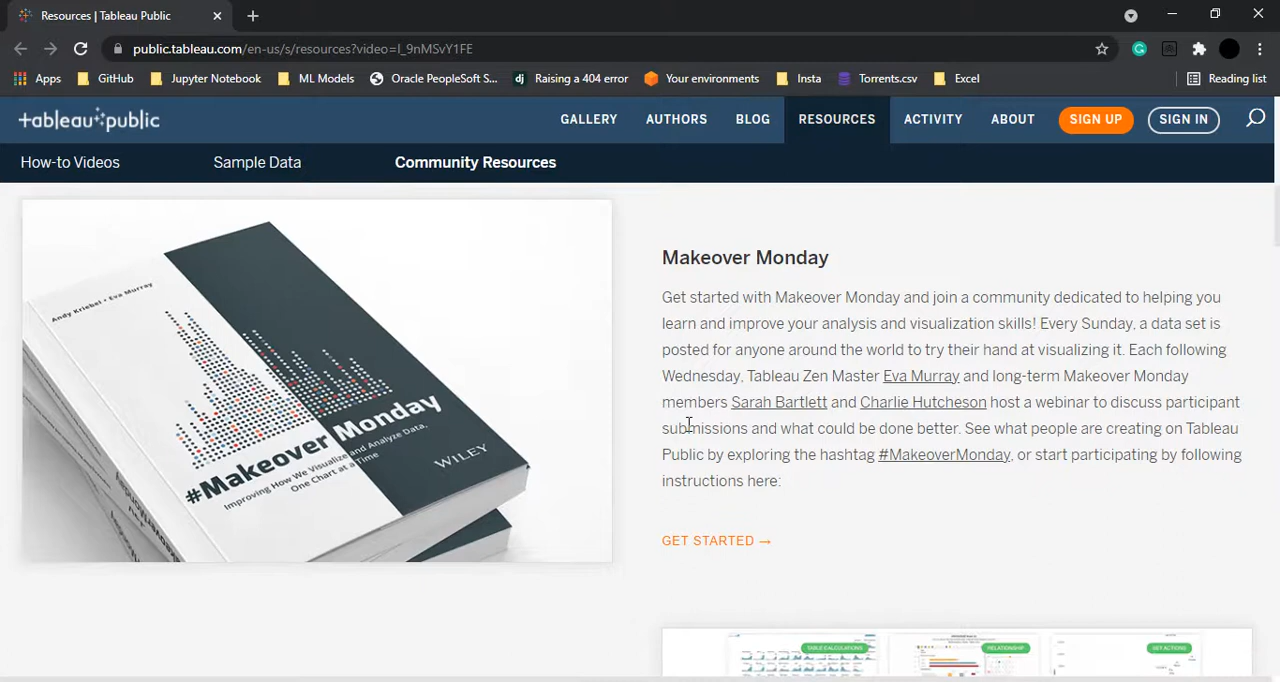 Resources | Tableau Public
public.tableau.com/en-us/s/resources?video=l_9nMSvY1FE
Apps GitHub Jupyter Notebook ML Models Oracle PeopleSoft S... dj Raising a 404 error Your environments Insta Torrents.csv Excel Reading list
+ableau public GALLERY AUTHORS BLOG RESOURCES ACTIVITY ABOUT SIGN UP SIGN IN
How-to Videos Sample Data Community Resources
Andy Kriebel • Eva Murray
#Makeover Monday
Improving How We Visualize and Analyze Data,
One Chart at a Time
WILEY
Makeover Monday
Get started with Makeover Monday and join a community dedicated to helping you
learn and improve your analysis and visualization skills! Every Sunday, a data set is
posted for anyone around the world to try their hand at visualizing it. Each following
Wednesday, Tableau Zen Master Eva Murray and long-term Makeover Monday
members Sarah Bartlett and Charlie Hutcheson host a webinar to discuss participant
submissions and what could be done better. See what people are creating on Tableau
Public by exploring the hashtag #MakeoverMonday, or start participating by following
instructions here:
GET STARTED →
TABLE CALCULATIONS RELATIONSHIP SET ACTIONS